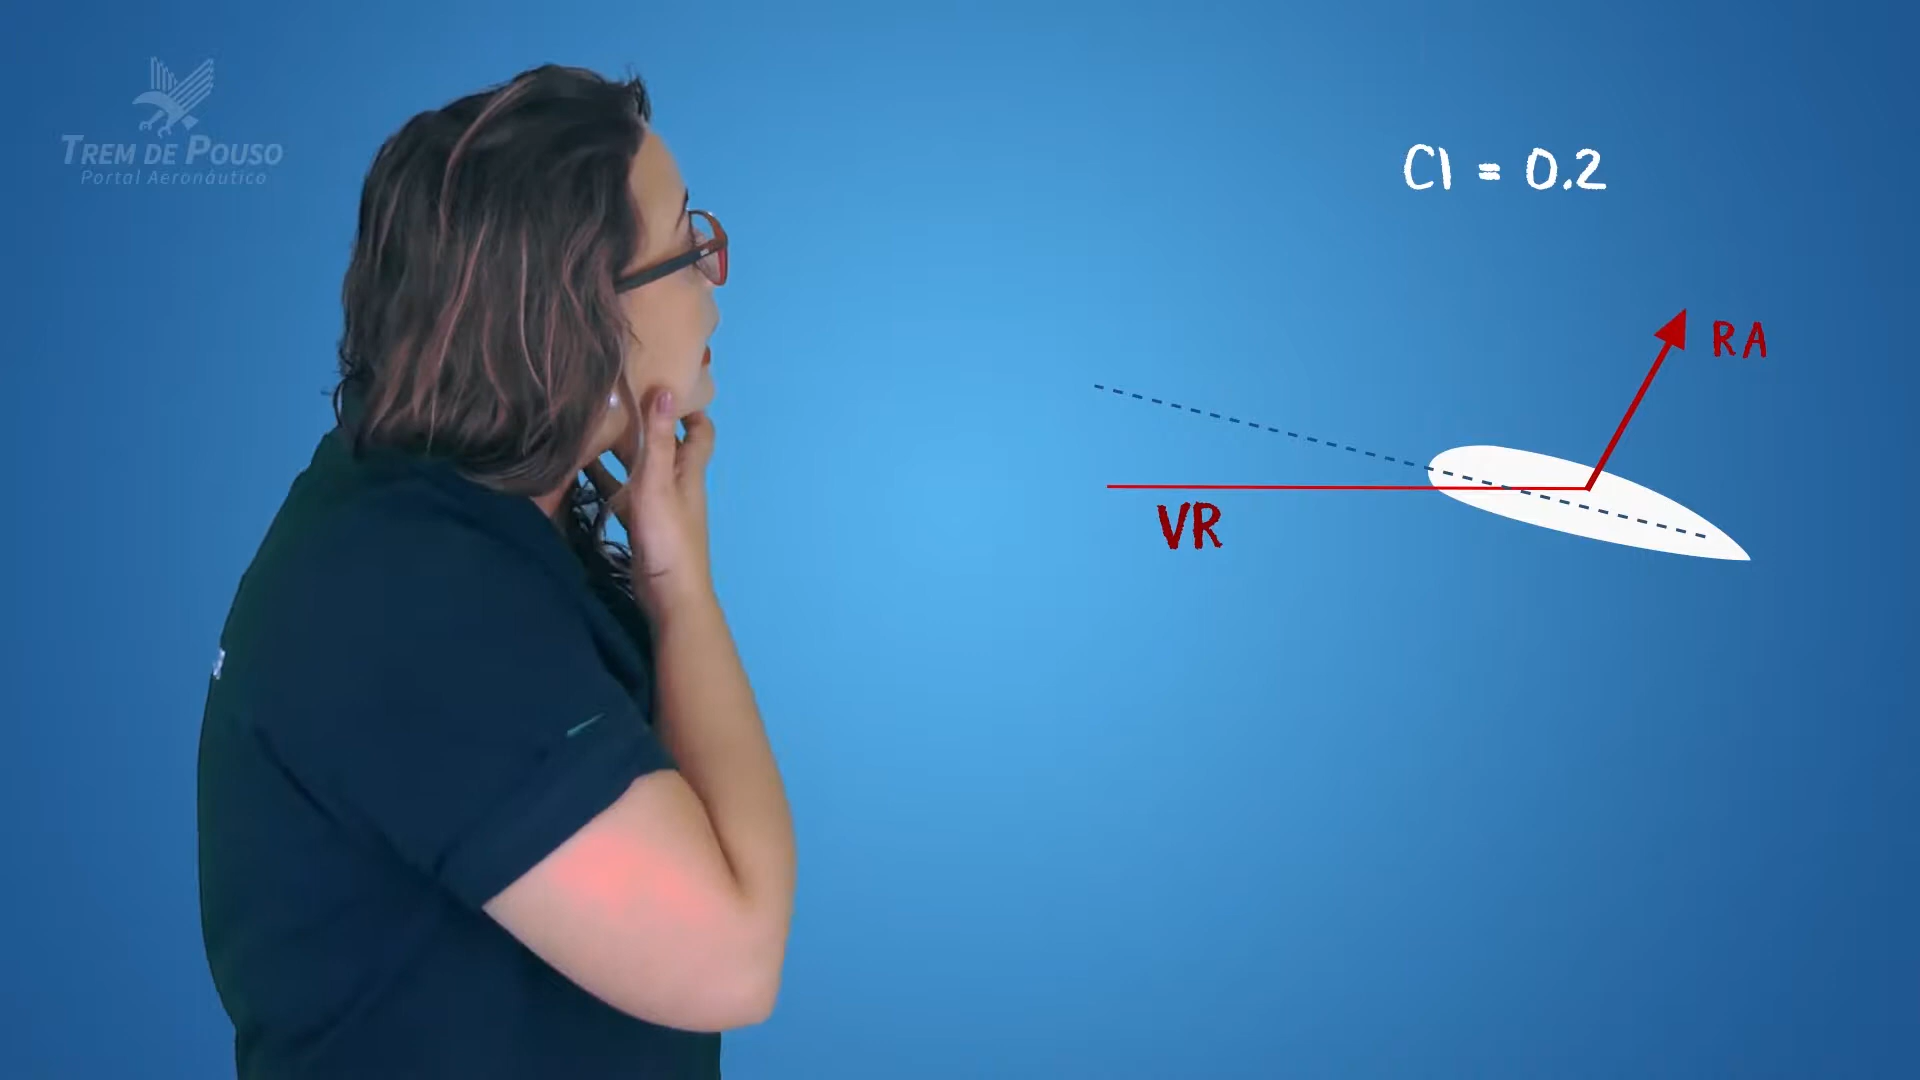 TREM DE POUSO
Portal Aeronáutico
Cl = 0.2
RA
VR